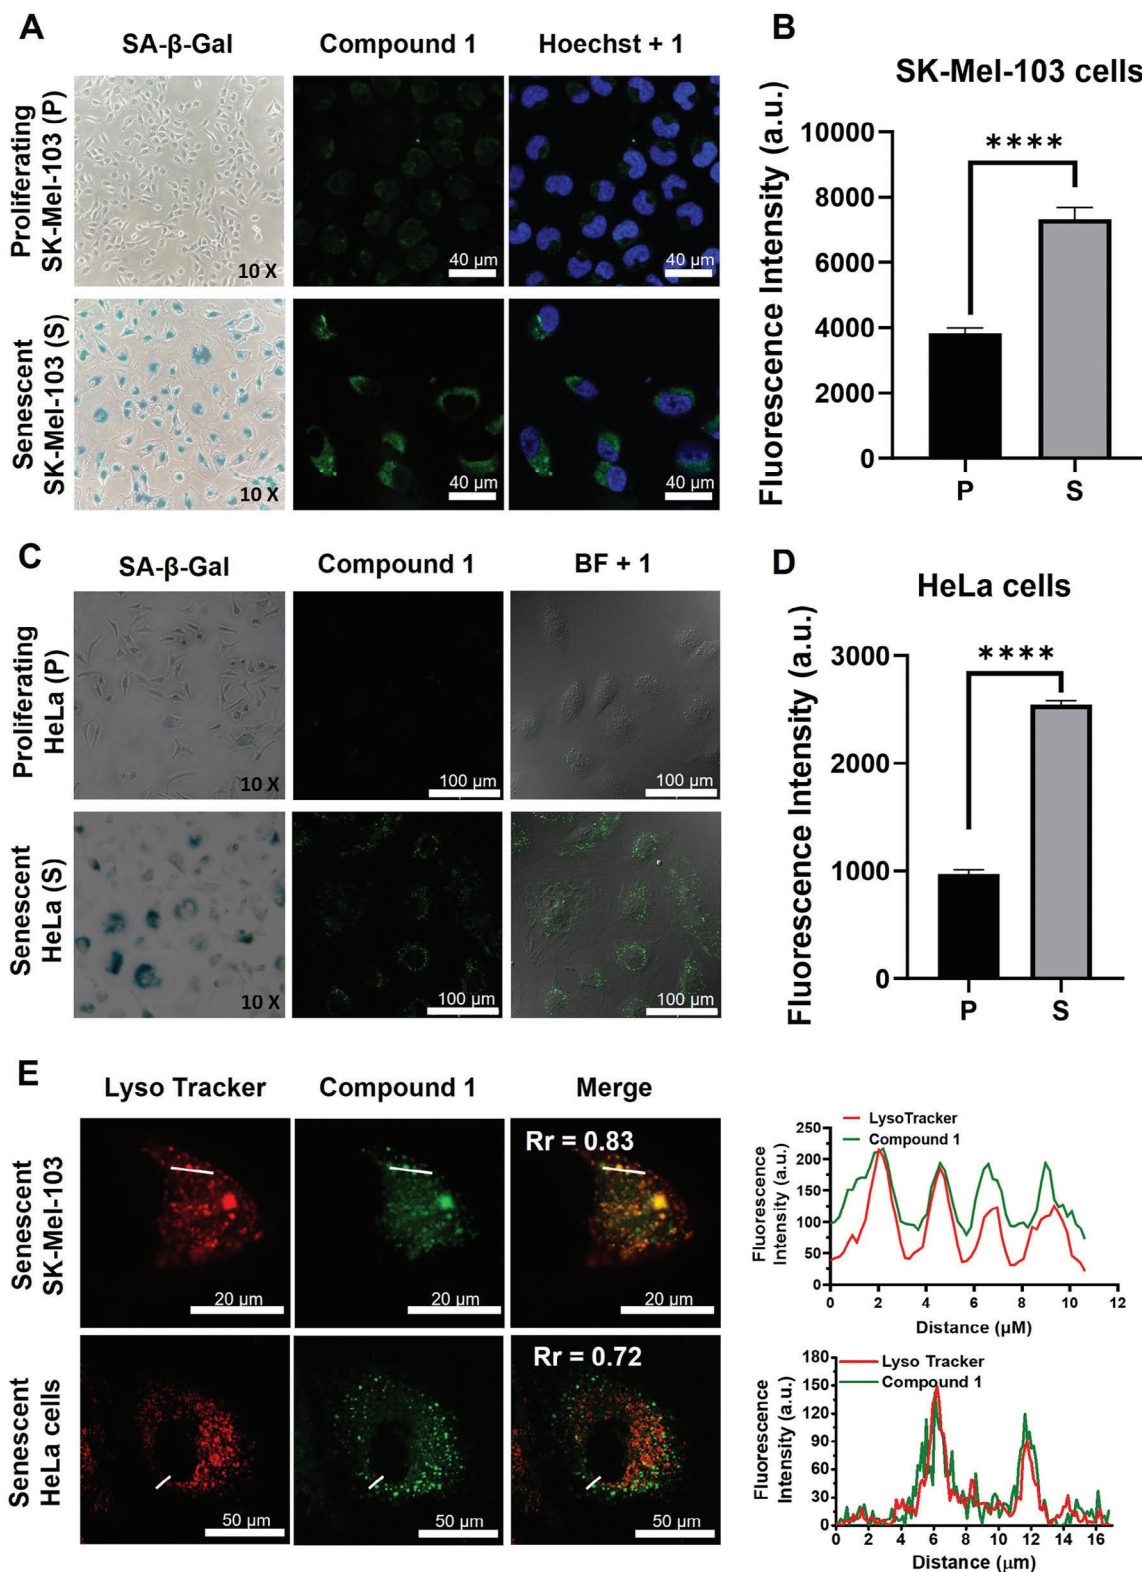 A
SA-β-Gal
Compound 1
Hoechst + 1
Proliferating
SK-Mel-103 (P)
10 X
40 µm
40 µm
Senescent
SK-Mel-103 (S)
10 X
40 µm
40 µm
B
SK-Mel-103 cells
Fluorescence Intensity (a.u.)
10000
8000
6000
4000
2000
0
****
P
S
C
SA-β-Gal
Compound 1
BF + 1
Proliferating
HeLa (P)
10 X
100 µm
100 µm
Senescent
HeLa (S)
10 X
100 µm
100 µm
D
HeLa cells
Fluorescence Intensity (a.u.)
3000
2000
1000
0
****
P
S
E
Lyso Tracker
Compound 1
Merge
Senescent
SK-Mel-103
20 µm
20 µm
Rr = 0.83
20 µm
LysoTracker
Compound 1
Fluorescence
Intensity (a.u.)
250
200
150
100
50
0
0 2 4 6 8 10 12
Distance (µM)
Senescent
HeLa cells
50 µm
50 µm
Rr = 0.72
50 µm
Lyso Tracker
Compound 1
Fluorescence
Intensity (a.u.)
180
150
120
90
60
30
0
0 2 4 6 8 10 12 14 16
Distance (µm)